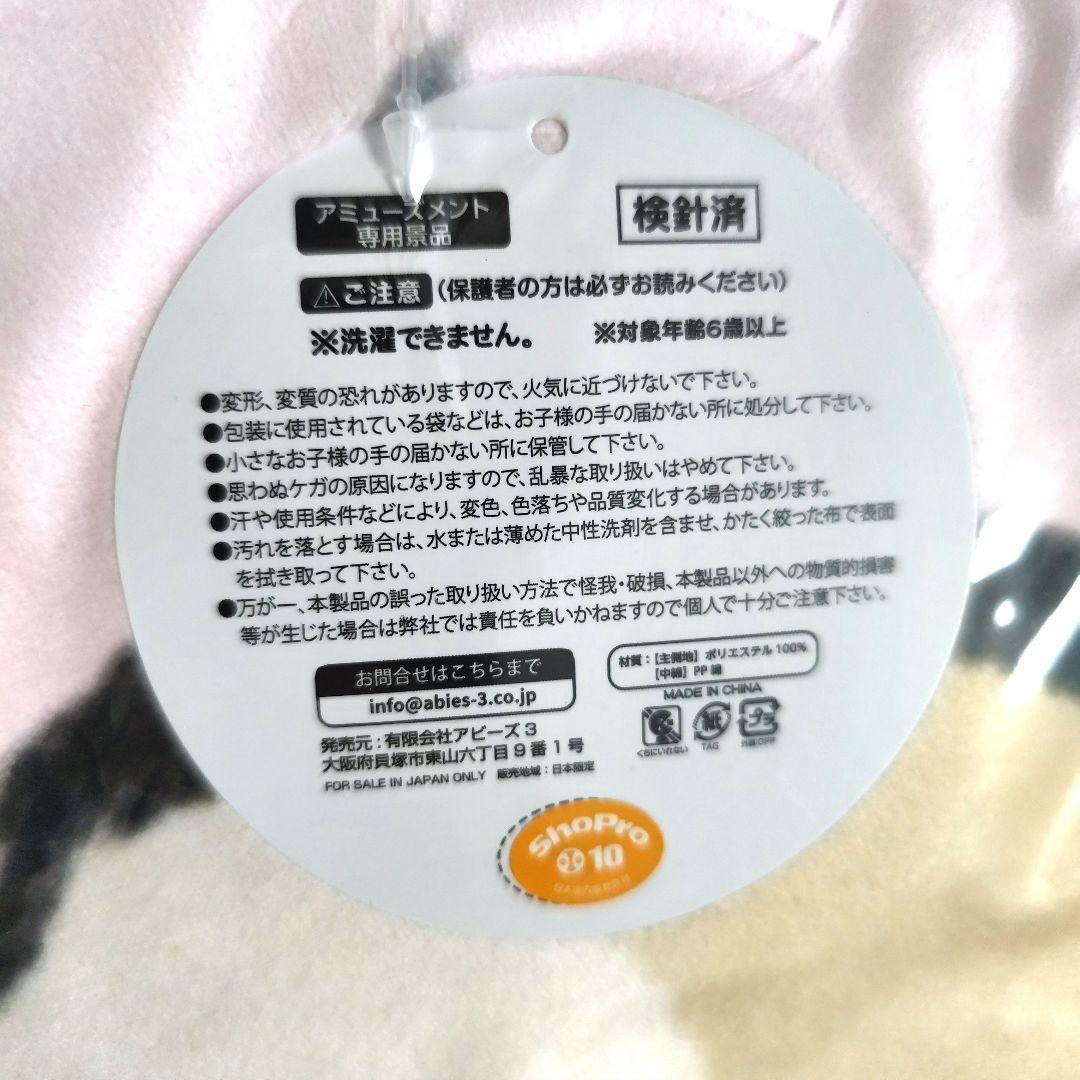 アミューズメント
専用景品
検針済
ご注意 (保護者の方は必ずお読みください)
※洗濯できません。 ※対象年齢6歳以上
●変形、変質の恐れがありますので、火気に近づけないで下さい。
●包装に使用されている袋などは、お子様の手の届かない所に処分して下さい。
●小さなお子様の手の届かない所に保管して下さい。
●思わぬケガの原因になりますので、乱暴な取り扱いはやめて下さい。
●汗や使用条件などにより、変色、色落ちや品質変化する場合があります。
●汚れを落とす場合は、水または薄めた中性洗剤を含ませ、かたく絞った布で表面
を拭き取って下さい。
●万が一、本製品の誤った取り扱い方法で怪我・破損、本製品以外への物質的損害
等が生じた場合は弊社では責任を負いかねますので個人で十分ご注意下さい。
お問合せはこちらまで
info@abies-3.co.jp
発売元:有限会社アビーズ3
大阪府貝塚市東山六丁目9番1号
FOR SALE IN JAPAN ONLY 販売地域:日本限定
材質:【主側地】ポリエステル100%
【中綿】PP綿
MADE IN CHINA
くちにいれない
紙
TAG
プラ
外装:OPP
ShoPro
10